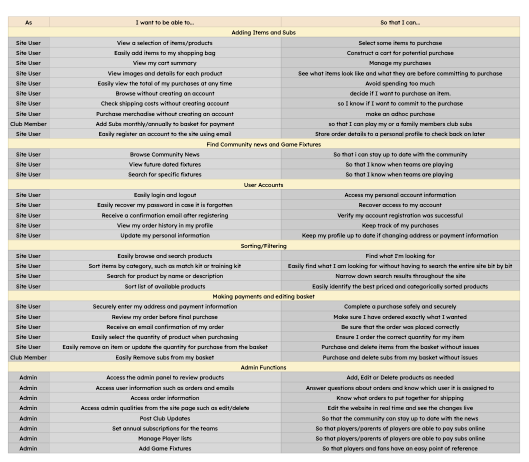 As I want to be able to... So that I can...
Adding Items and Subs
Site User View a selection of items/products Select some items to purchase
Site User Easily add items to my shopping bag Construct a cart for potential purchase
Site User View my cart summary Manage my purchases
Site User View images and details for each product See what items look like and what they are before committing to purchase
Site User Easily view the total of my purchases at any time Avoid spending too much
Site User Browse without creating an account decide if I want to purchase an item.
Site User Check shipping costs without creating account so I know if I want to commit to the purchase
Site User Purchase merchandise without creating an account make an adhoc purchase
Club Member Add Subs monthly/annually to basket for payment so that I can play my or a family members club subs
Site User Easily register an account to the site using email Store order details to a personal profile to check back on later
Find Community news and Game Fixtures
Site User Browse Community News So that i can stay up to date with the community
Site User View future dated fixtures So that I know when teams are playing
Site User Search for specific fixtures So that I know when teams are playing
User Accounts
Site User Easily login and logout Access my personal account information
Site User Easily recover my password in case it is forgotten Recover access to my account
Site User Receive a confirmation email after registering Verify my account registration was successful
Site User View my order history in my profile Keep track of my purchases
Site User Update my personal information Keep my profile up to date if changing address or payment information
Sorting/Filtering
Site User Easily browse and search products Find what I'm looking for
Site User Sort items by category, such as match kit or training kit Easily find what I am looking for without having to search the entire site bit by bit
Site User Search for product by name or description Narrow down search results throughout the site
Site User Sort list of available products Easily identify the best priced and categorically sorted products
Making payments and editing basket
Site User Securely enter my address and payment information Complete a purchase safely and securely
Site User Review my order before final purchase Make sure I have ordered exactly what I wanted
Site User Receive an email confirmation of my order Be sure that the order was placed correctly
Site User Easily select the quantity of product when purchasing Ensure I order the correct quantity for my item
Site User Easily remove an item or update the quantity for purchase from the basket Purchase and delete items from the basket without issues
Club Member Easily Remove subs from my basket Purchase and delete subs from my basket without issues
Admin Functions
Admin Access the admin panel to review products Add, Edit or Delete products as needed
Admin Access user information such as orders and emails Answer questions about orders and know which user it is assigned to
Admin Access order information Know what orders to put together for shipping
Admin Access admin qualities from the site page such as edit/delete Edit the website in real time and see the changes live
Admin Post Club Updates So that the community can stay up to date with the news
Admin Set annual subscriptions for the teams So that players/parents of players are able to pay subs online
Admin Manage Player lists So that players/parents of players are able to pay subs online
Admin Add Game Fixtures So that players and fans have an easy point of reference